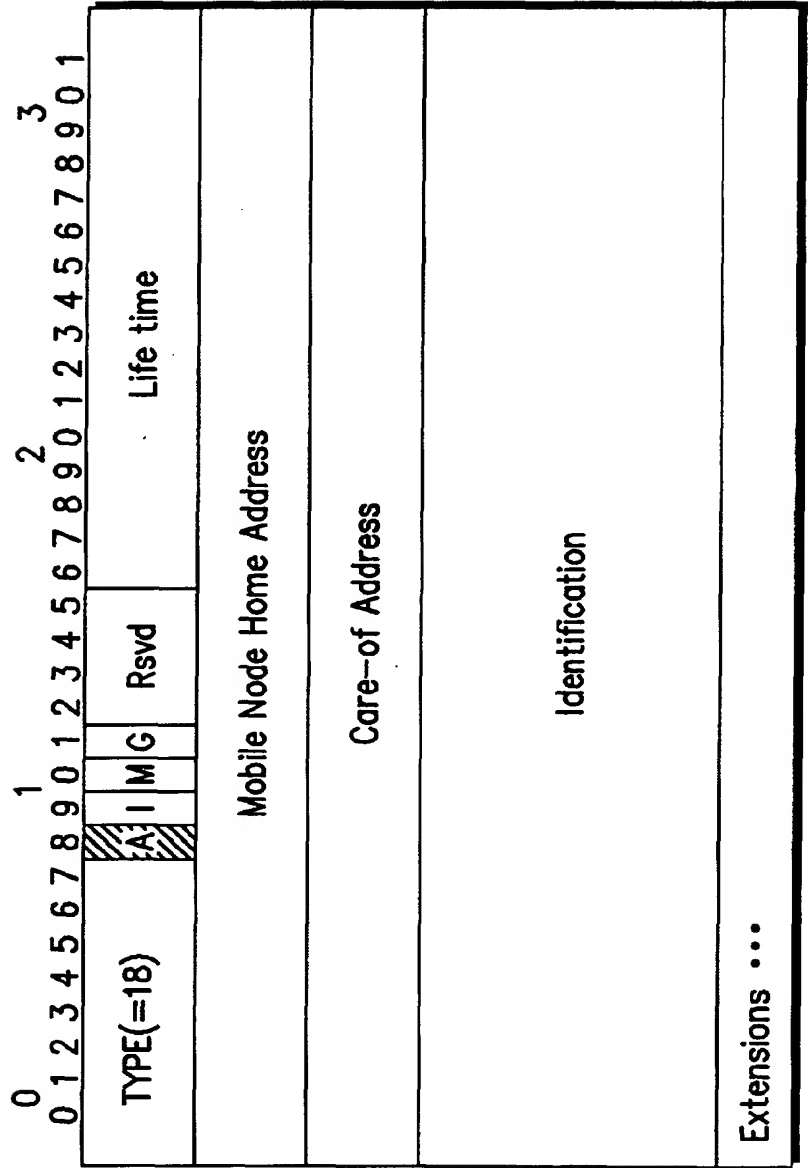 0 1 2 3
0 1 2 3 4 5 6 7 8 9 0 1 2 3 4 5 6 7 8 9 0 1 2 3 4 5 6 7 8 9 0 1
TYPE(=18) A I M G Rsvd Life time
Mobile Node Home Address
Care-of Address
Identification
Extensions •••